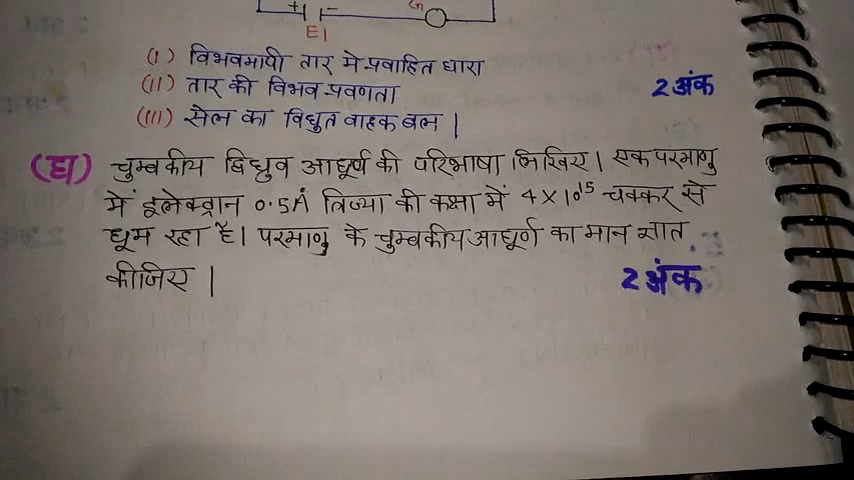 + -
E1
G
(I) विभवमापी तार मे प्रवाहित धारा
(II) तार की विभव प्रवणता 2 अंक
(III) सेल का विधुत वाहक बल |
(घ) चुम्बकीय द्विध्रुव आघूर्ण की परिभाषा लिखिए। एक परमाणु
में इलेक्ट्रान 0.5Å त्रिज्या की कक्षा में 4 X 10¹⁵ चक्कर से
घूम रहा है। परमाणु के चुम्बकीय आघूर्ण का मान ज्ञात
कीजिए | 2 अंक